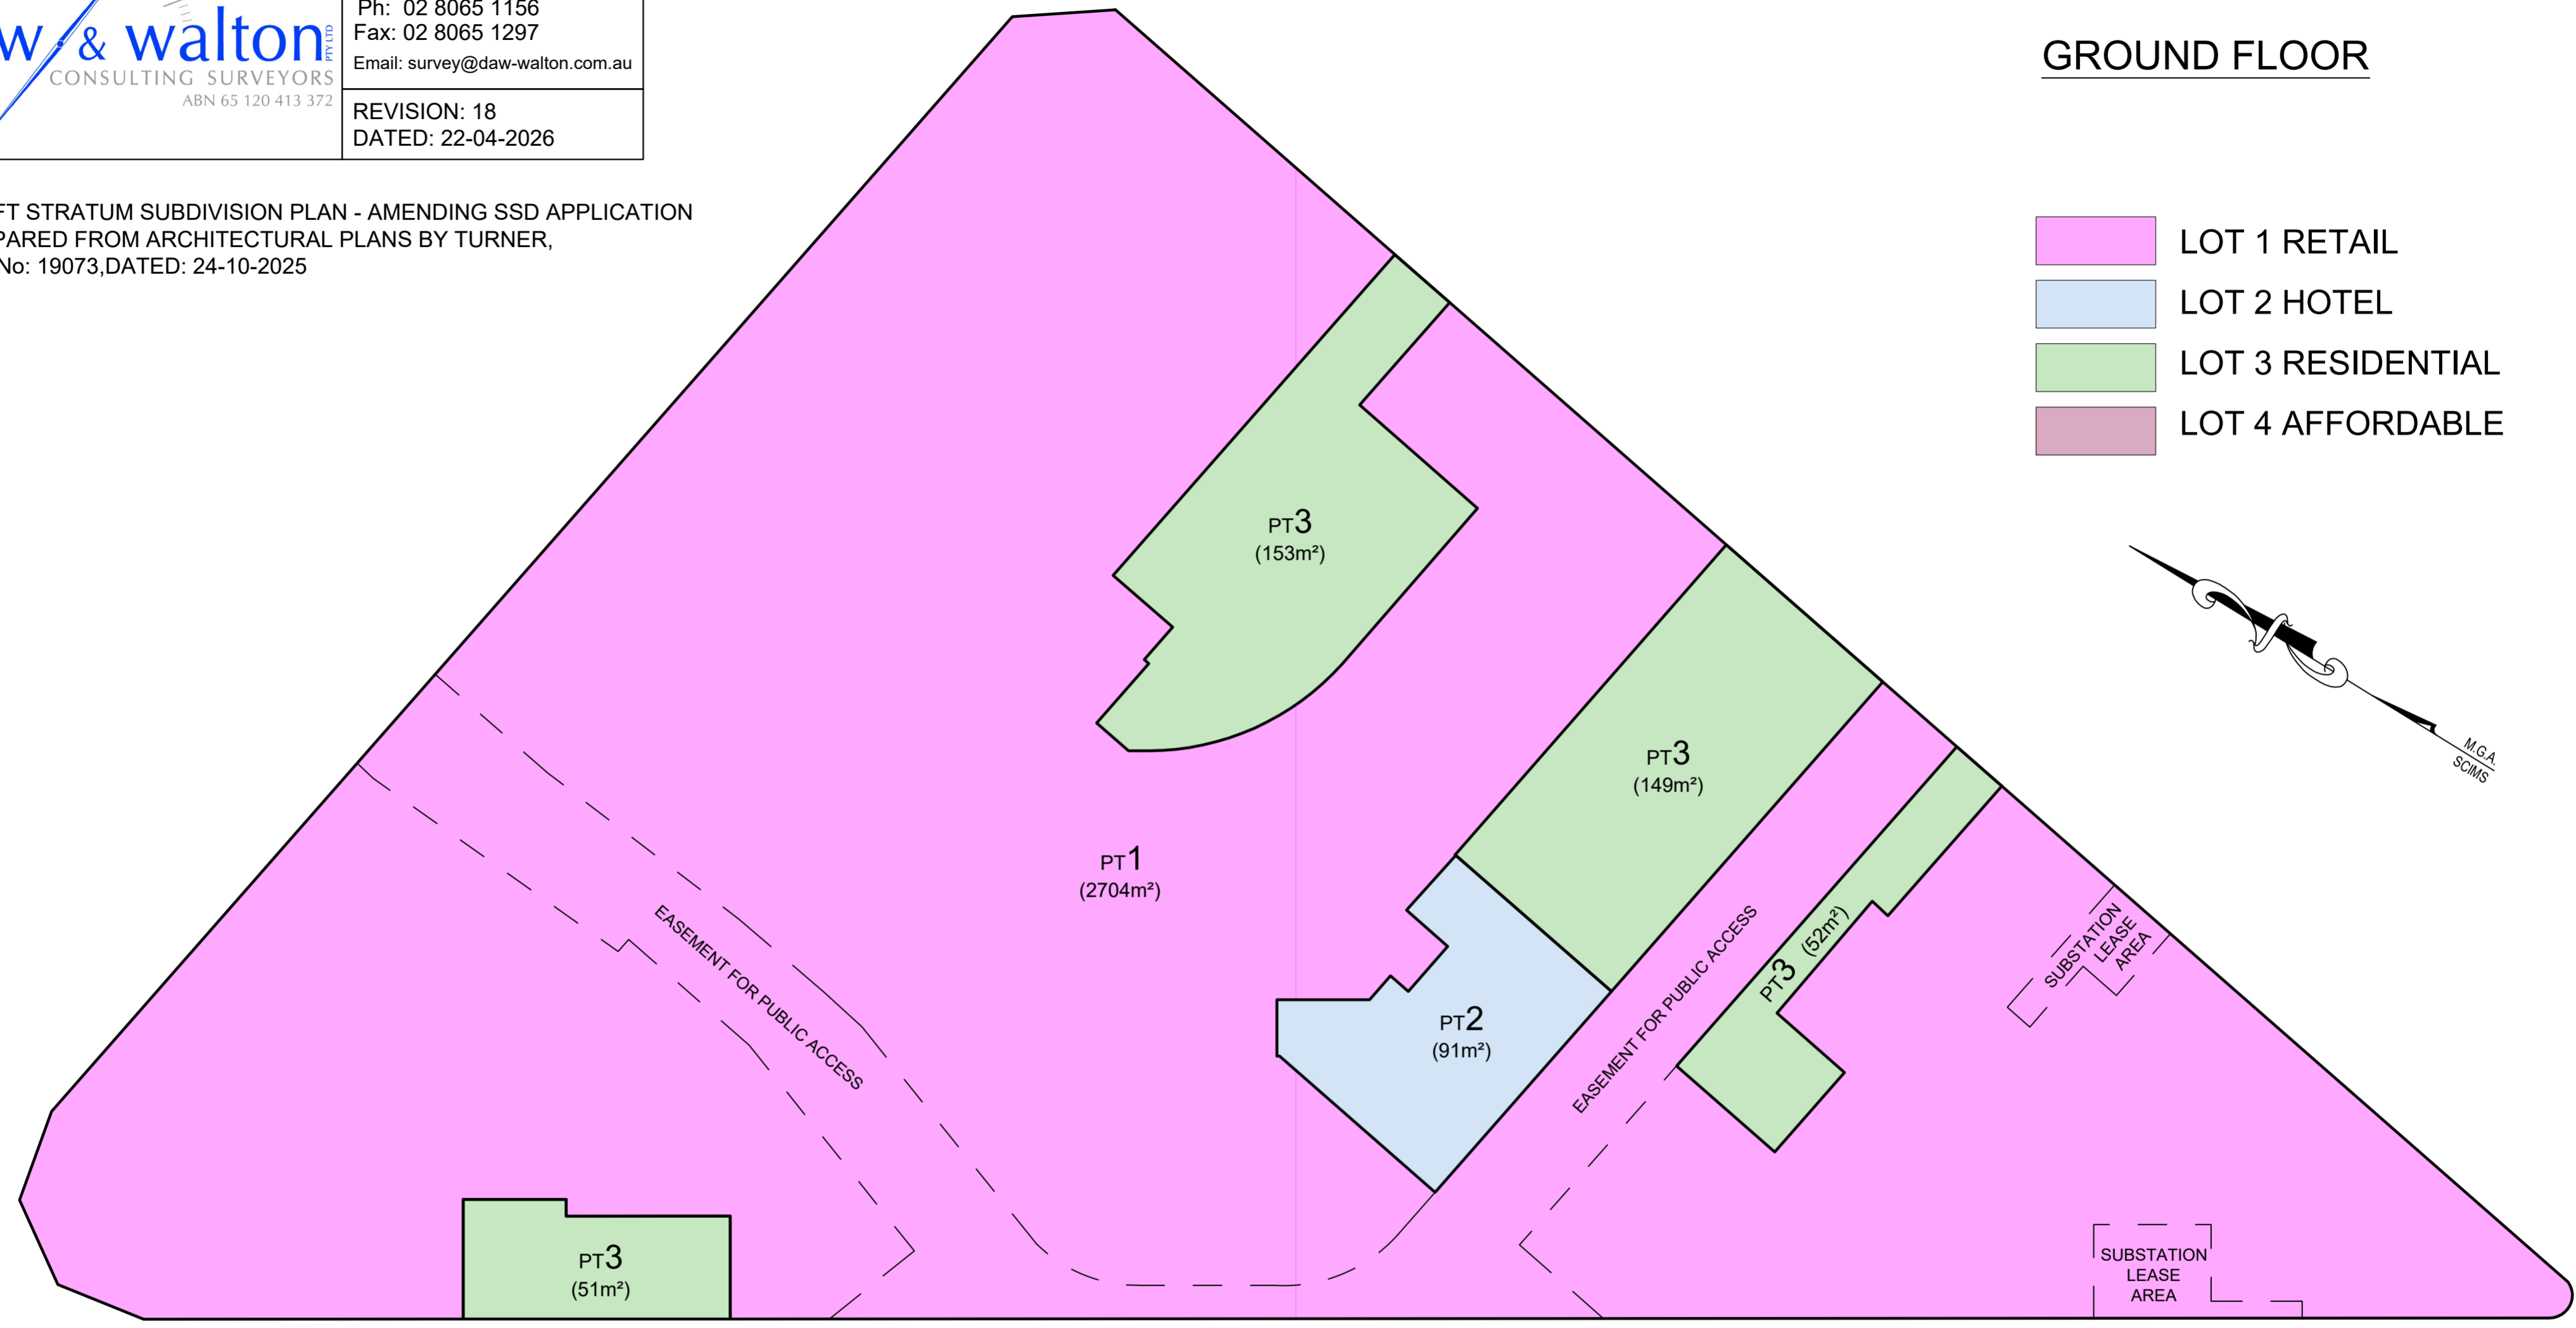 w & walton PTY LTD
CONSULTING SURVEYORS
ABN 65 120 413 372
Ph: 02 8065 1156
Fax: 02 8065 1297
Email: survey@daw-walton.com.au
REVISION: 18
DATED: 22-04-2026
FT STRATUM SUBDIVISION PLAN - AMENDING SSD APPLICATION
PARED FROM ARCHITECTURAL PLANS BY TURNER,
No: 19073,DATED: 24-10-2025
GROUND FLOOR
LOT 1 RETAIL
LOT 2 HOTEL
LOT 3 RESIDENTIAL
LOT 4 AFFORDABLE
M.G.A.
SCIMS
PT3
(153m²)
PT3
(149m²)
PT1
(2704m²)
PT2
(91m²)
PT3 (52m²)
PT3
(51m²)
EASEMENT FOR PUBLIC ACCESS
EASEMENT FOR PUBLIC ACCESS
SUBSTATION
LEASE
AREA
SUBSTATION
LEASE
AREA